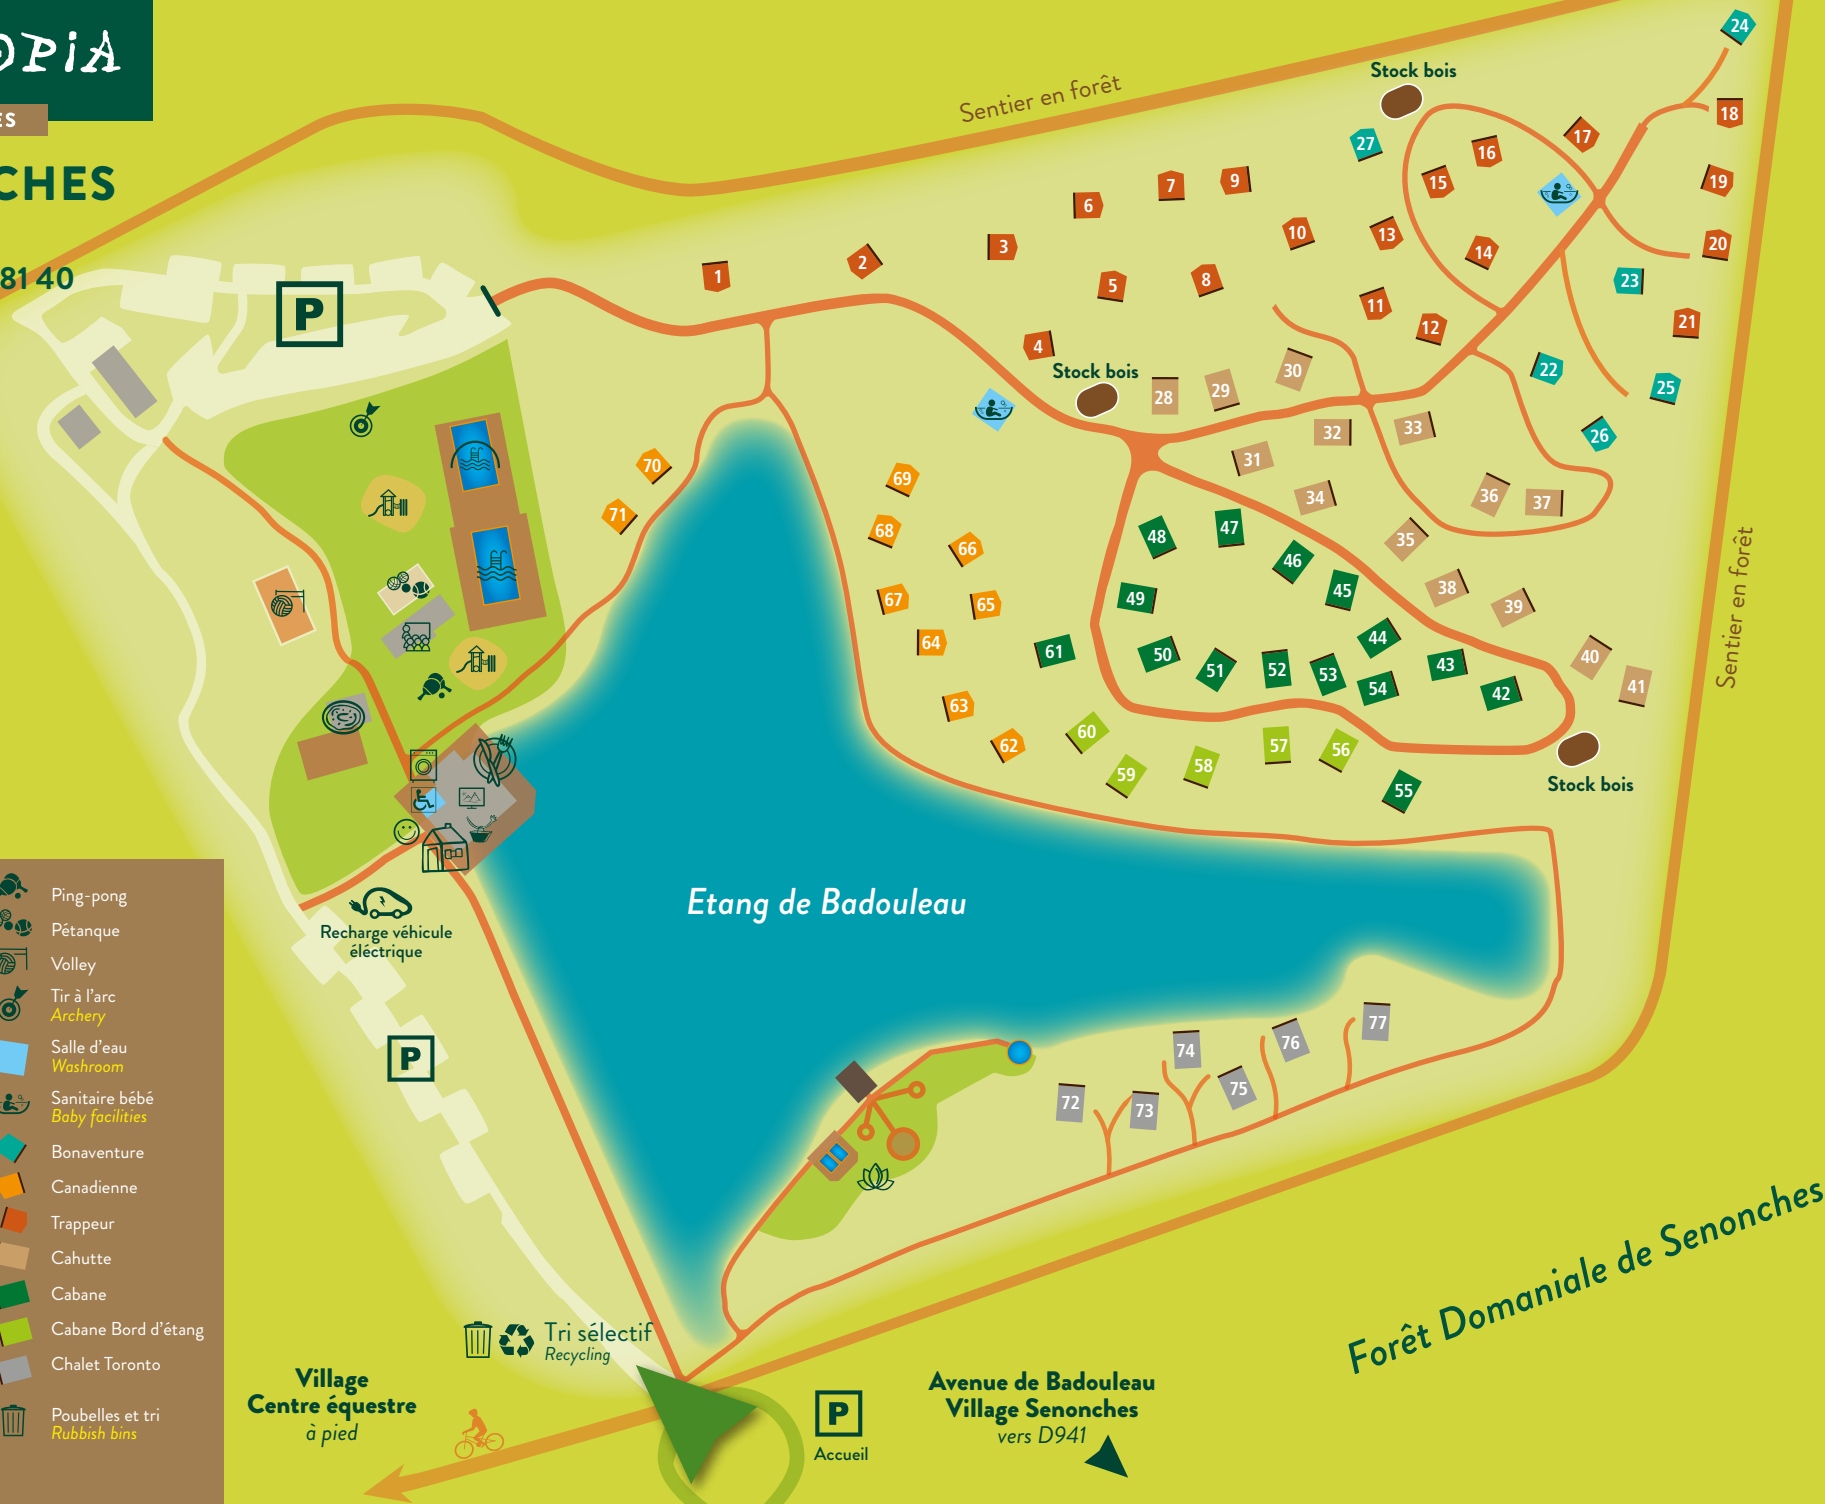 OPiA
ES
CHES
81 40
Sentier en forêt
Stock bois
24
18
17
16
27
15
19
9
7
6
10
13
14
20
3
2
1
P
5
8
23
11
12
21
4
Stock bois
28
29
30
22
25
32
33
26
31
70
69
34
36
37
71
68
66
48
47
46
35
Sentier en forêt
67
65
49
45
38
39
64
61
50
51
52
53
44
43
40
54
42
41
63
62
60
57
56
59
58
55
Stock bois
Etang de Badouleau
Recharge véhicule
éléctrique
P
Ping-pong
Pétanque
Volley
Tir à l'arc
Archery
Salle d'eau
Washroom
Sanitaire bébé
Baby facilities
Bonaventure
Canadienne
Trappeur
Cahutte
Cabane
Cabane Bord d'étang
Chalet Toronto
Poubelles et tri
Rubbish bins
77
76
74
75
72
73
Forêt Domaniale de Senonches
Tri sélectif
Recycling
Village
Centre équestre
à pied
P
Accueil
Avenue de Badouleau
Village Senonches
vers D941